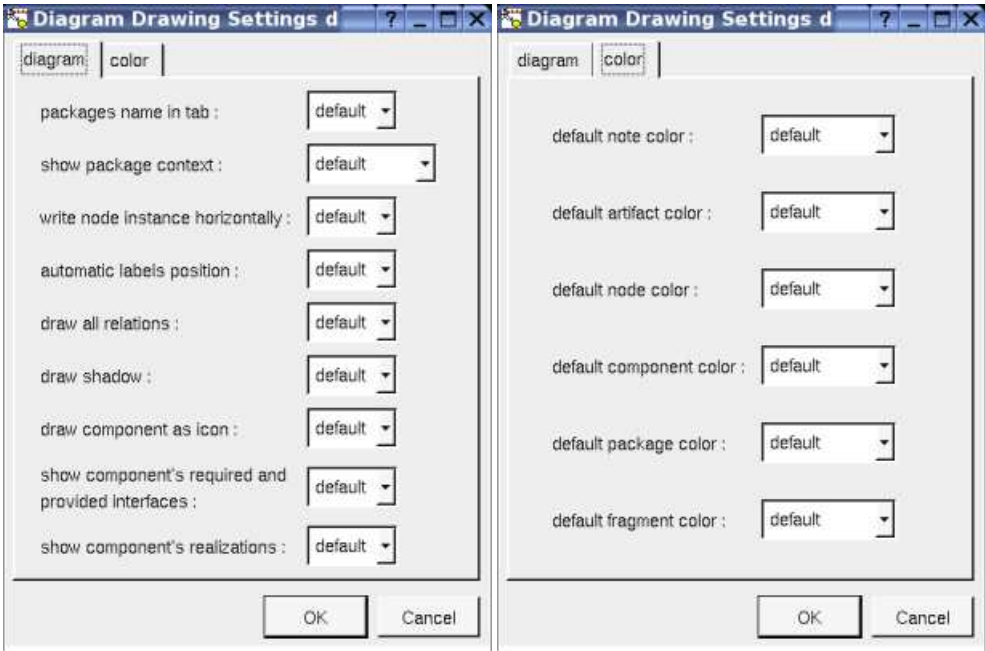 Diagram Drawing Settings d
diagram color
packages name in tab : default
show package context : default
write node instance horizontally : default
automatic labels position : default
draw all relations : default
draw shadow : default
draw component as icon : default
show component's required and
provided interfaces : default
show component's realizations : default
OK Cancel
Diagram Drawing Settings d
diagram color
default note color : default
default artifact color : default
default node color : default
default component color : default
default package color : default
default fragment color : default
OK Cancel